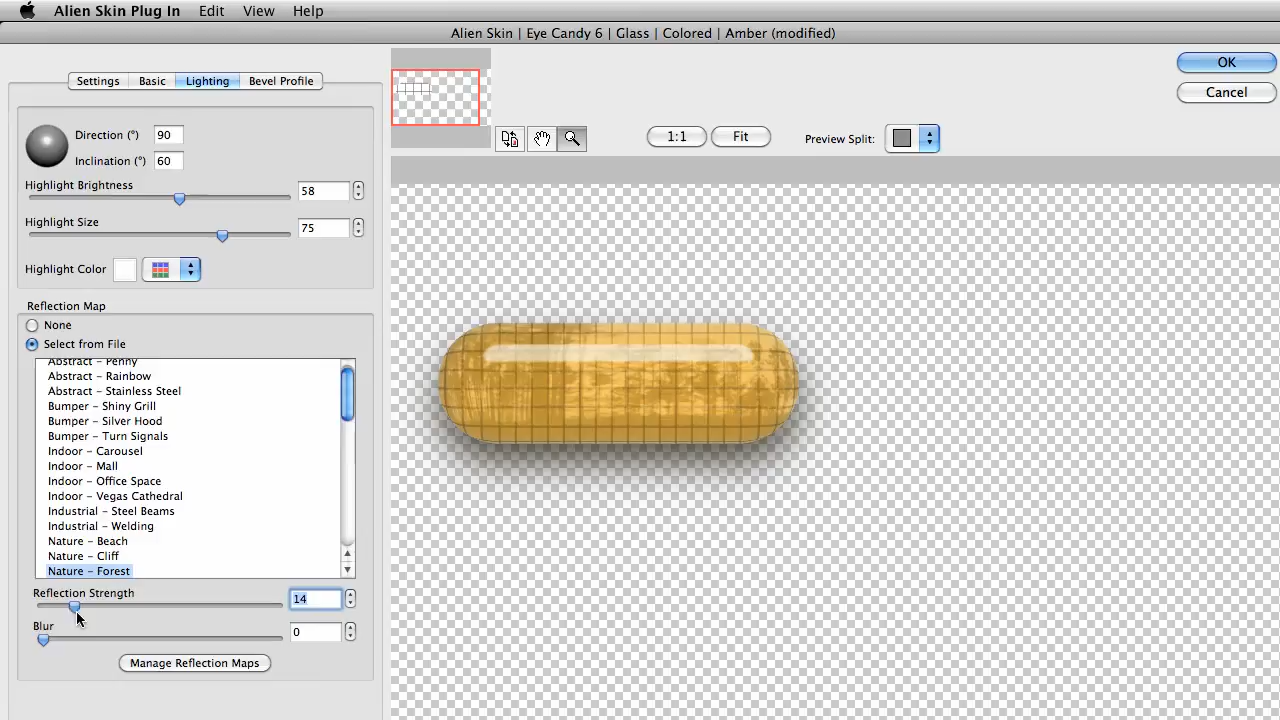 Alien Skin Plug In Edit View Help
Alien Skin | Eye Candy 6 | Glass | Colored | Amber (modified)
Settings Basic Lighting Bevel Profile
Direction (°) 90
Inclination (°) 60
Highlight Brightness
58
Highlight Size
75
Highlight Color
Reflection Map
None
Select from File
Abstract – Penny
Abstract – Rainbow
Abstract – Stainless Steel
Bumper – Shiny Grill
Bumper – Silver Hood
Bumper – Turn Signals
Indoor – Carousel
Indoor – Mall
Indoor – Office Space
Indoor – Vegas Cathedral
Industrial – Steel Beams
Industrial – Welding
Nature – Beach
Nature – Cliff
Nature – Forest
Reflection Strength
14
Blur
0
Manage Reflection Maps
1:1 Fit Preview Split:
OK
Cancel